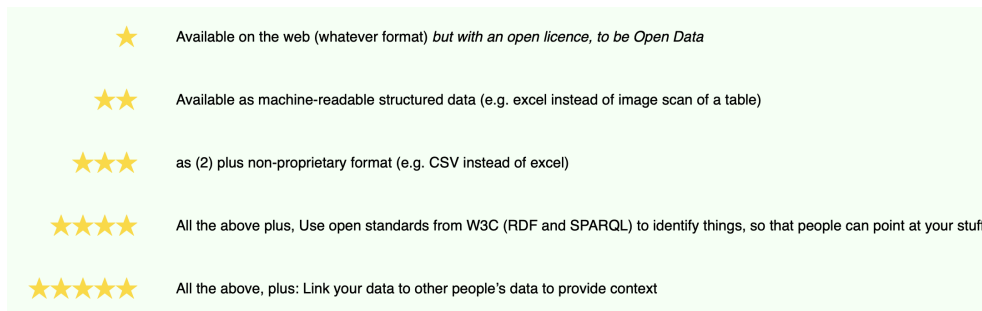 Available on the web (whatever format) but with an open licence, to be Open Data
Available as machine-readable structured data (e.g. excel instead of image scan of a table)
as (2) plus non-proprietary format (e.g. CSV instead of excel)
All the above plus, Use open standards from W3C (RDF and SPARQL) to identify things, so that people can point at your stuff
All the above, plus: Link your data to other people’s data to provide context